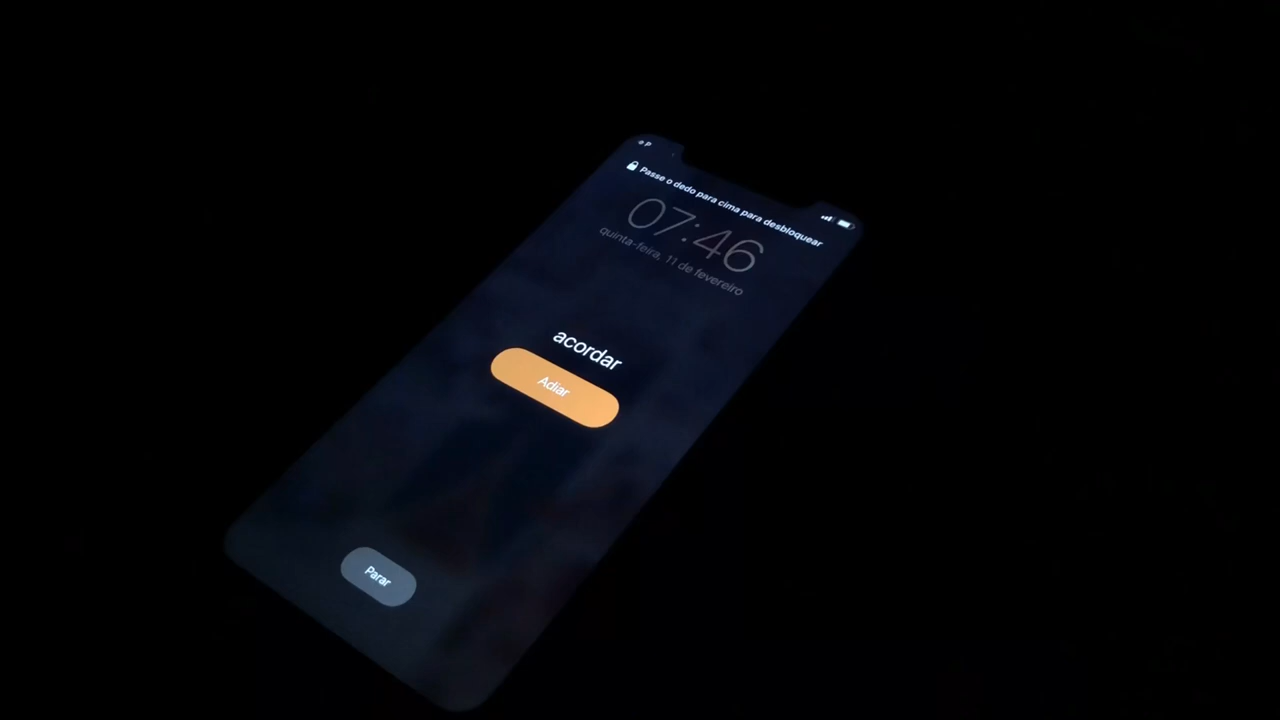 P
Passe o dedo para cima para desbloquear
07:46
quinta-feira, 11 de fevereiro
acordar
Adiar
Parar